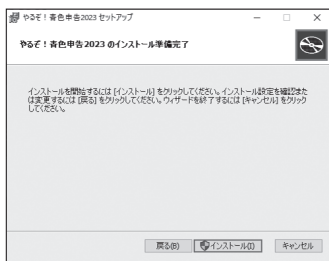 やるぞ！青色申告2023 セットアップ
やるぞ！青色申告2023 のインストール準備完了
インストールを開始するには [インストール] をクリックしてください。インストール設定を確認また
は変更するには [戻る] をクリックしてください。ウィザードを終了するには [キャンセル] をクリック
してください。
戻る(B) インストール(I) キャンセル